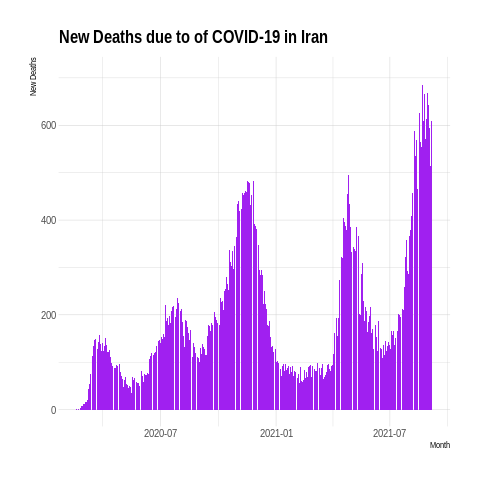 New Deaths due to of COVID-19 in Iran
New Deaths
600
400
200
0
2020-07
2021-01
2021-07
Month